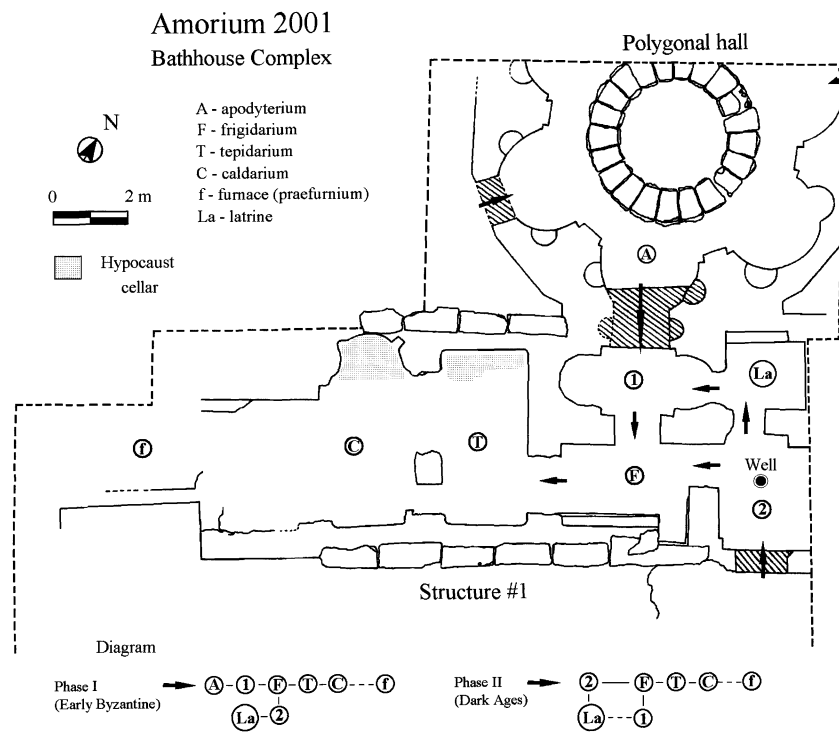 Amorium 2001
Bathhouse Complex
Polygonal hall
N
A - apodyterium
F - frigidarium
T - tepidarium
C - caldarium
f - furnace (praefurnium)
La - latrine
0 2 m
Hypocaust
cellar
A
1
La
f
C
T
F
Well
2
Structure #1
Diagram
Phase I
(Early Byzantine)
A 1 F T C f
La 2
Phase II
(Dark Ages)
2 F T C f
La 1